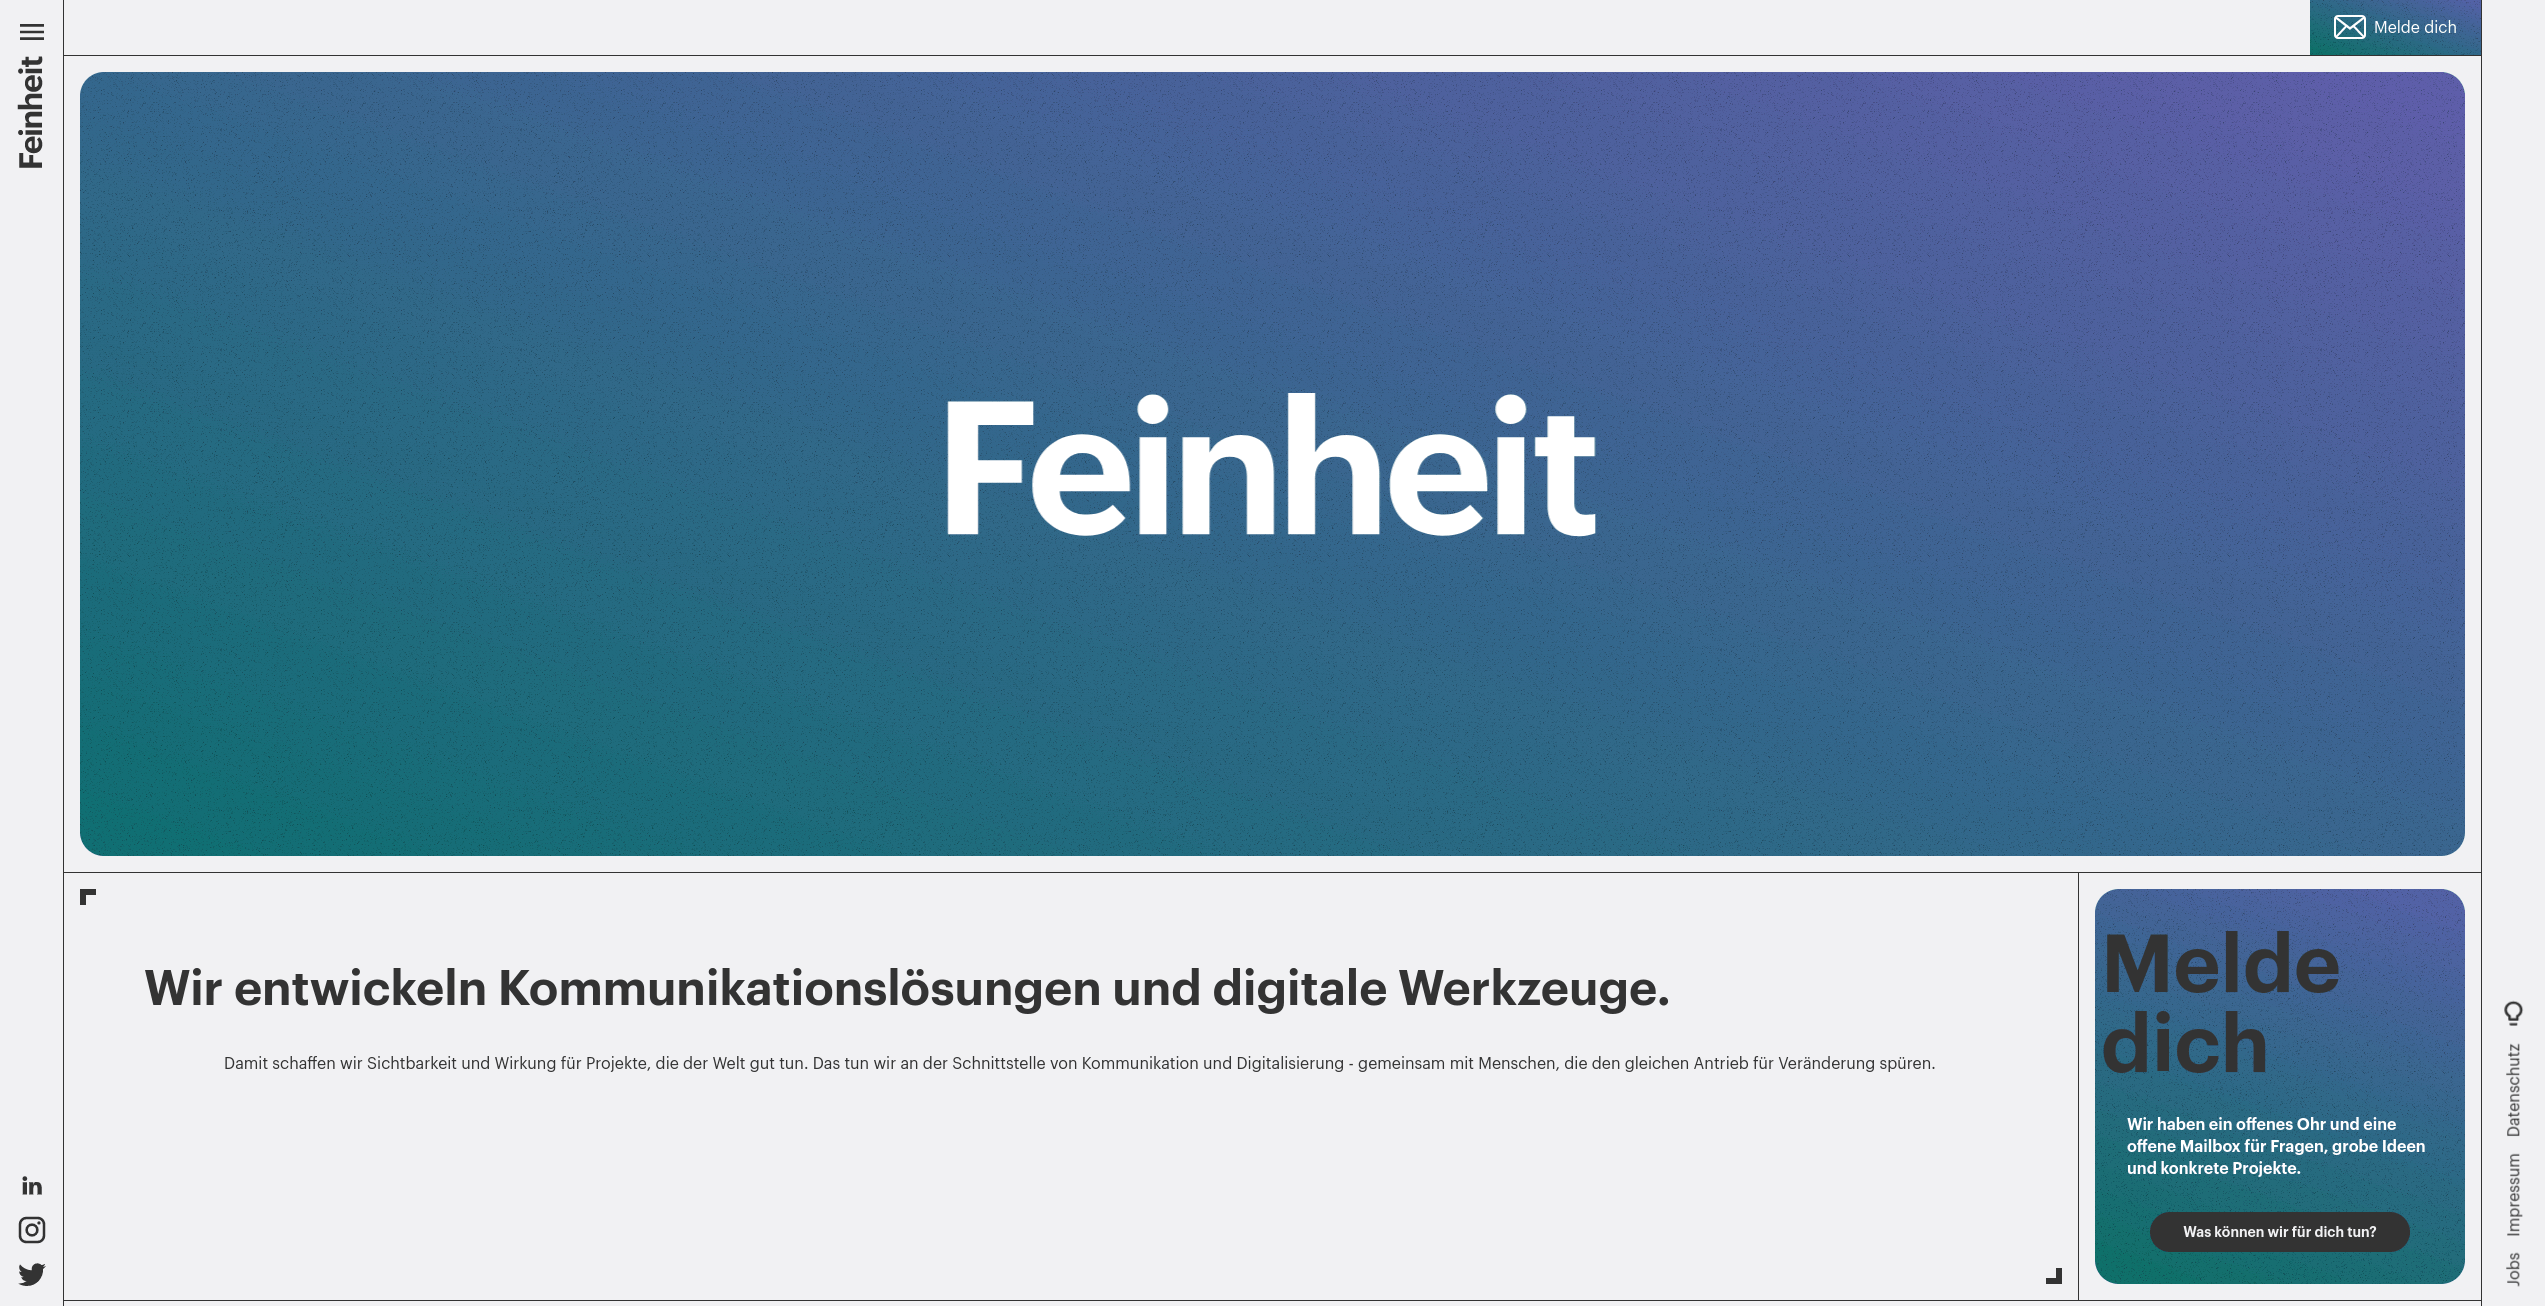 Feinheit
Melde dich
Feinheit
Wir entwickeln Kommunikationslösungen und digitale Werkzeuge.
Damit schaffen wir Sichtbarkeit und Wirkung für Projekte, die der Welt gut tun. Das tun wir an der Schnittstelle von Kommunikation und Digitalisierung - gemeinsam mit Menschen, die den gleichen Antrieb für Veränderung spüren.
Melde
dich
Wir haben ein offenes Ohr und eine
offene Mailbox für Fragen, grobe Ideen
und konkrete Projekte.
Was können wir für dich tun?
in
Jobs
Impressum
Datenschutz